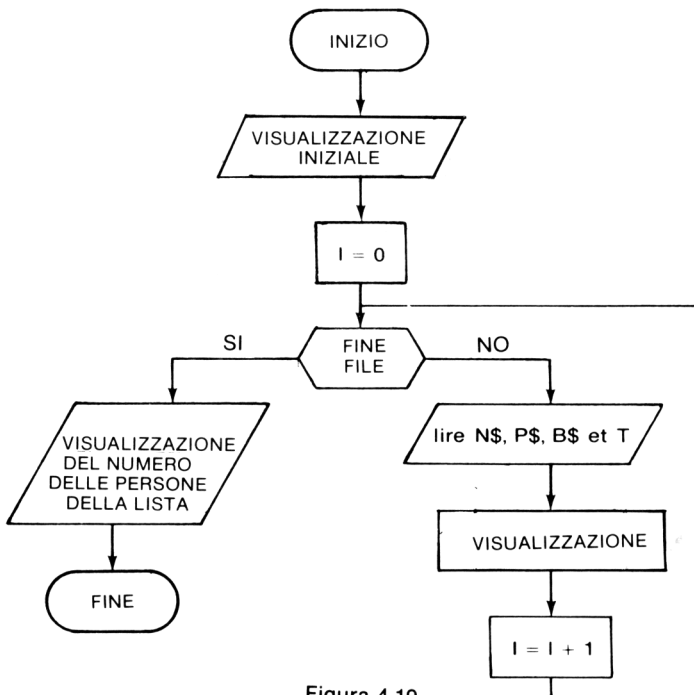 INIZIO
VISUALIZZAZIONE
INIZIALE
I = 0
SI
FINE
FILE
NO
VISUALIZZAZIONE
DEL NUMERO
DELLE PERSONE
DELLA LISTA
lire N$, P$, B$ et T
VISUALIZZAZIONE
FINE
I = I + 1
Figura 4.10